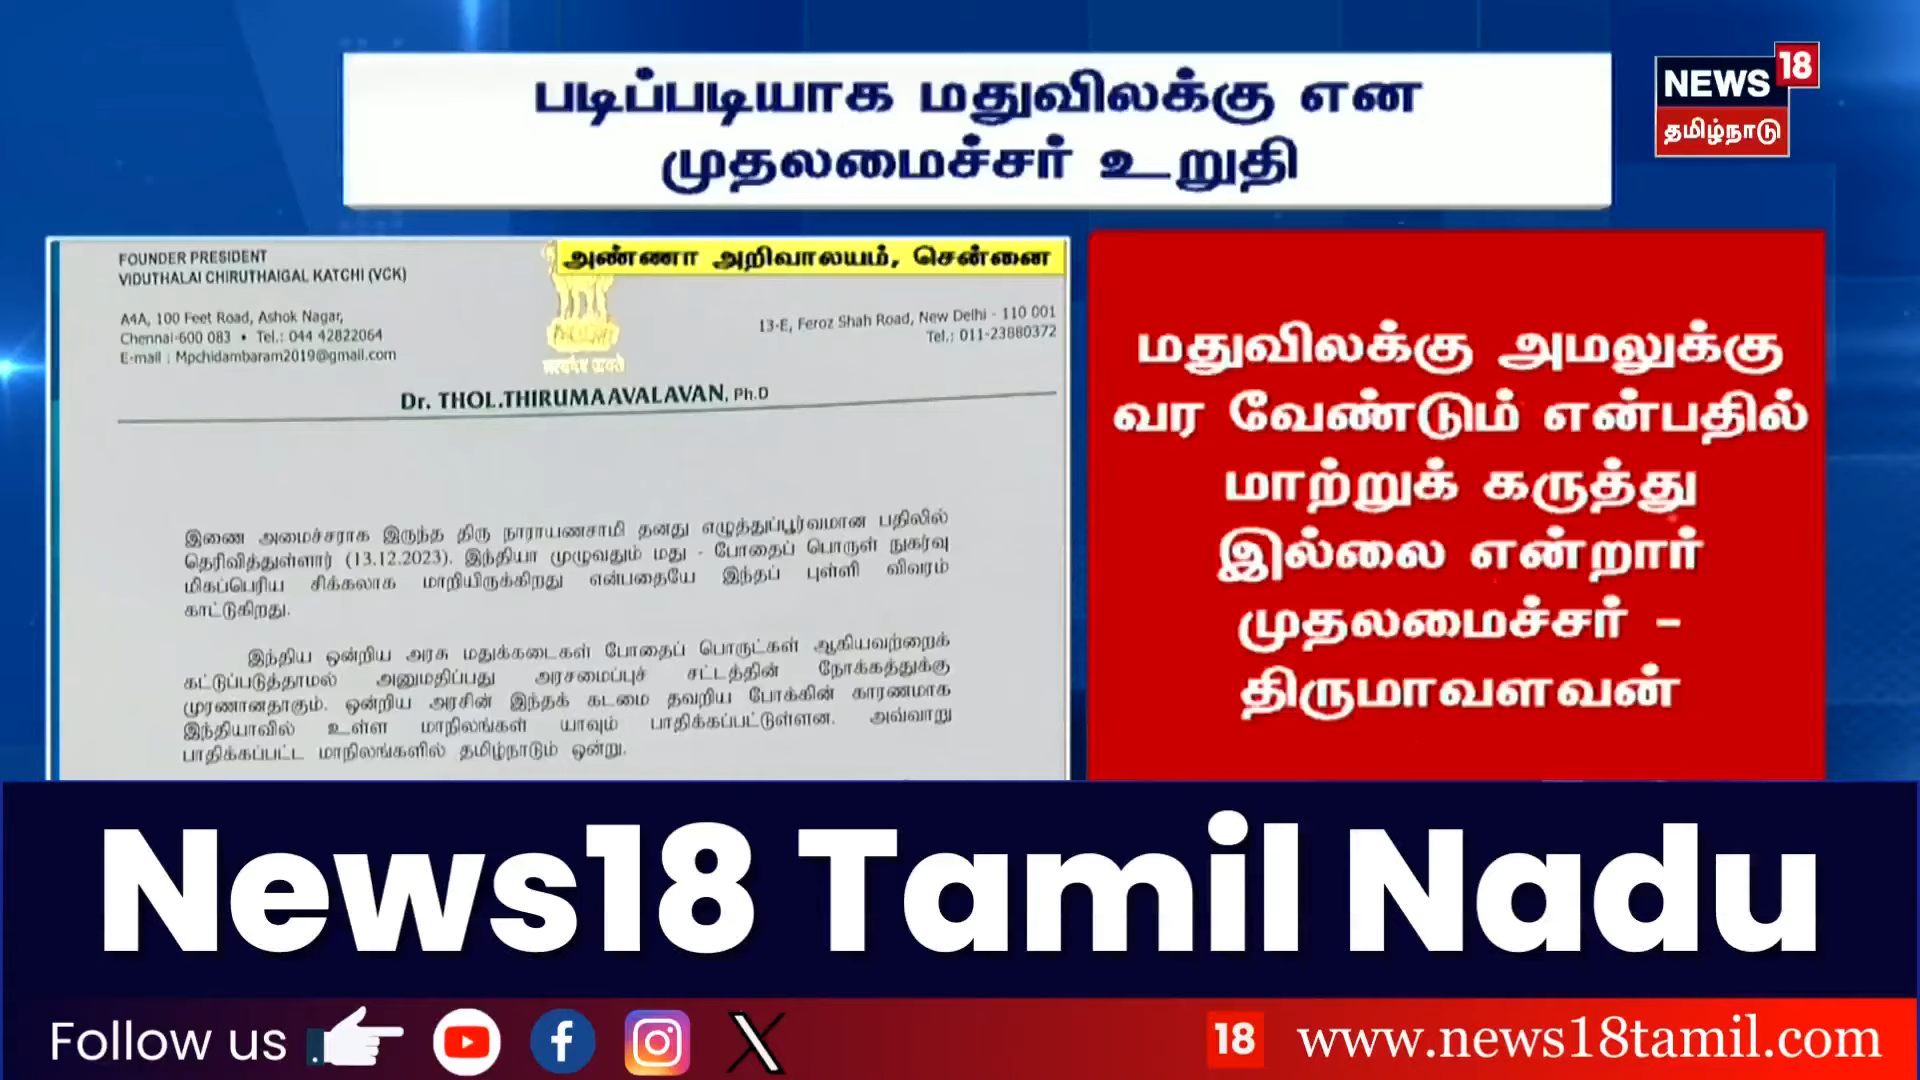 படிப்படியாக மதுவிலக்கு என
முதலமைச்சர் உறுதி
NEWS 18
தமிழ்நாடு
அண்ணா அறிவாலயம், சென்னை
FOUNDER PRESIDENT
VIDUTHALAI CHIRUTHAIGAL KATCHI (VCK)
A4A, 100 Feet Road, Ashok Nagar,
Chennai-600 083 • Tel.: 044 42822064
E-mail : Mpchidambaram2019@gmail.com
सत्यमेव जयते
13-E, Feroz Shah Road, New Delhi - 110 001
Tel.: 011-23880372
Dr. THOL.THIRUMAAVALAVAN, Ph.D
இணை அமைச்சராக இருந்த திரு நாராயணசாமி தனது எழுத்துப்பூர்வமான பதிலில்
தெரிவித்துள்ளார் (13.12.2023). இந்தியா முழுவதும் மது - போதைப் பொருள் நுகர்வு
மிகப்பெரிய சிக்கலாக மாறியிருக்கிறது என்பதையே இந்தப் புள்ளி விவரம்
காட்டுகிறது.
இந்திய ஒன்றிய அரசு மதுக்கடைகள் போதைப் பொருட்கள் ஆகியவற்றைக்
கட்டுப்படுத்தாமல் அனுமதிப்பது அரசமைப்புச் சட்டத்தின் நோக்கத்துக்கு
முரணானதாகும். ஒன்றிய அரசின் இந்தக் கடமை தவறிய போக்கின் காரணமாக
இந்தியாவில் உள்ள மாநிலங்கள் யாவும் பாதிக்கப்பட்டுள்ளன. அவ்வாறு
பாதிக்கப்பட்ட மாநிலங்களில் தமிழ்நாடும் ஒன்று.
மதுவிலக்கு அமலுக்கு
வர வேண்டும் என்பதில்
மாற்றுக் கருத்து
இல்லை என்றார்
முதலமைச்சர் -
திருமாவளவன்
News18 Tamil Nadu
Follow us
18 www.news18tamil.com